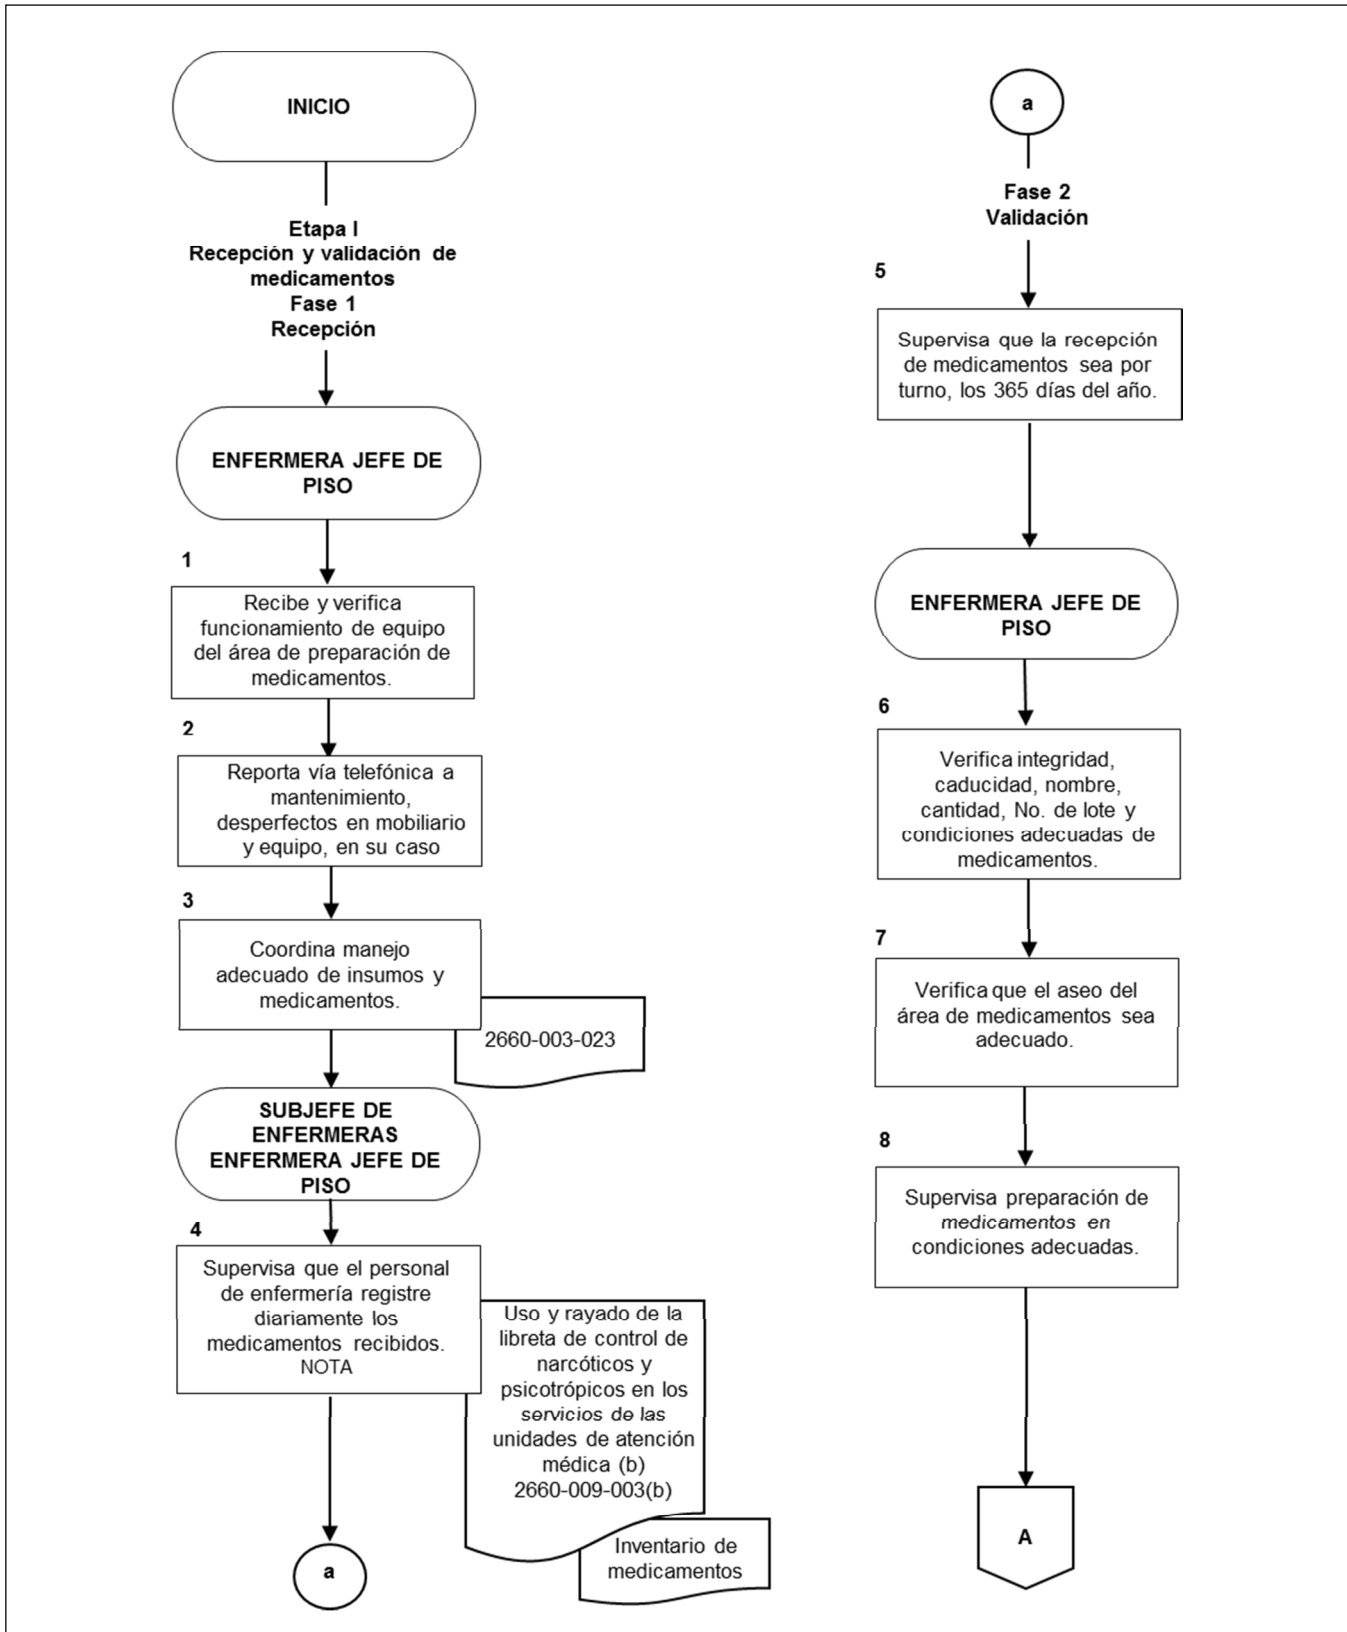 INICIO
Etapa I
Recepción y validación de
medicamentos
Fase 1
Recepción
ENFERMERA JEFE DE
PISO
1
Recibe y verifica
funcionamiento de equipo
del área de preparación de
medicamentos.
2
Reporta vía telefónica a
mantenimiento,
desperfectos en mobiliario
y equipo, en su caso
3
Coordina manejo
adecuado de insumos y
medicamentos.
2660-003-023
SUBJEFE DE
ENFERMERAS
ENFERMERA JEFE DE
PISO
4
Supervisa que el personal
de enfermería registre
diariamente los
medicamentos recibidos.
NOTA
Uso y rayado de la
libreta de control de
narcóticos y
psicotrópicos en los
servicios de las
unidades de atención
médica (b)
2660-009-003(b)
Inventario de
medicamentos
a
a
Fase 2
Validación
5
Supervisa que la recepción
de medicamentos sea por
turno, los 365 días del año.
ENFERMERA JEFE DE
PISO
6
Verifica integridad,
caducidad, nombre,
cantidad, No. de lote y
condiciones adecuadas de
medicamentos.
7
Verifica que el aseo del
área de medicamentos sea
adecuado.
8
Supervisa preparación de
medicamentos en
condiciones adecuadas.
A